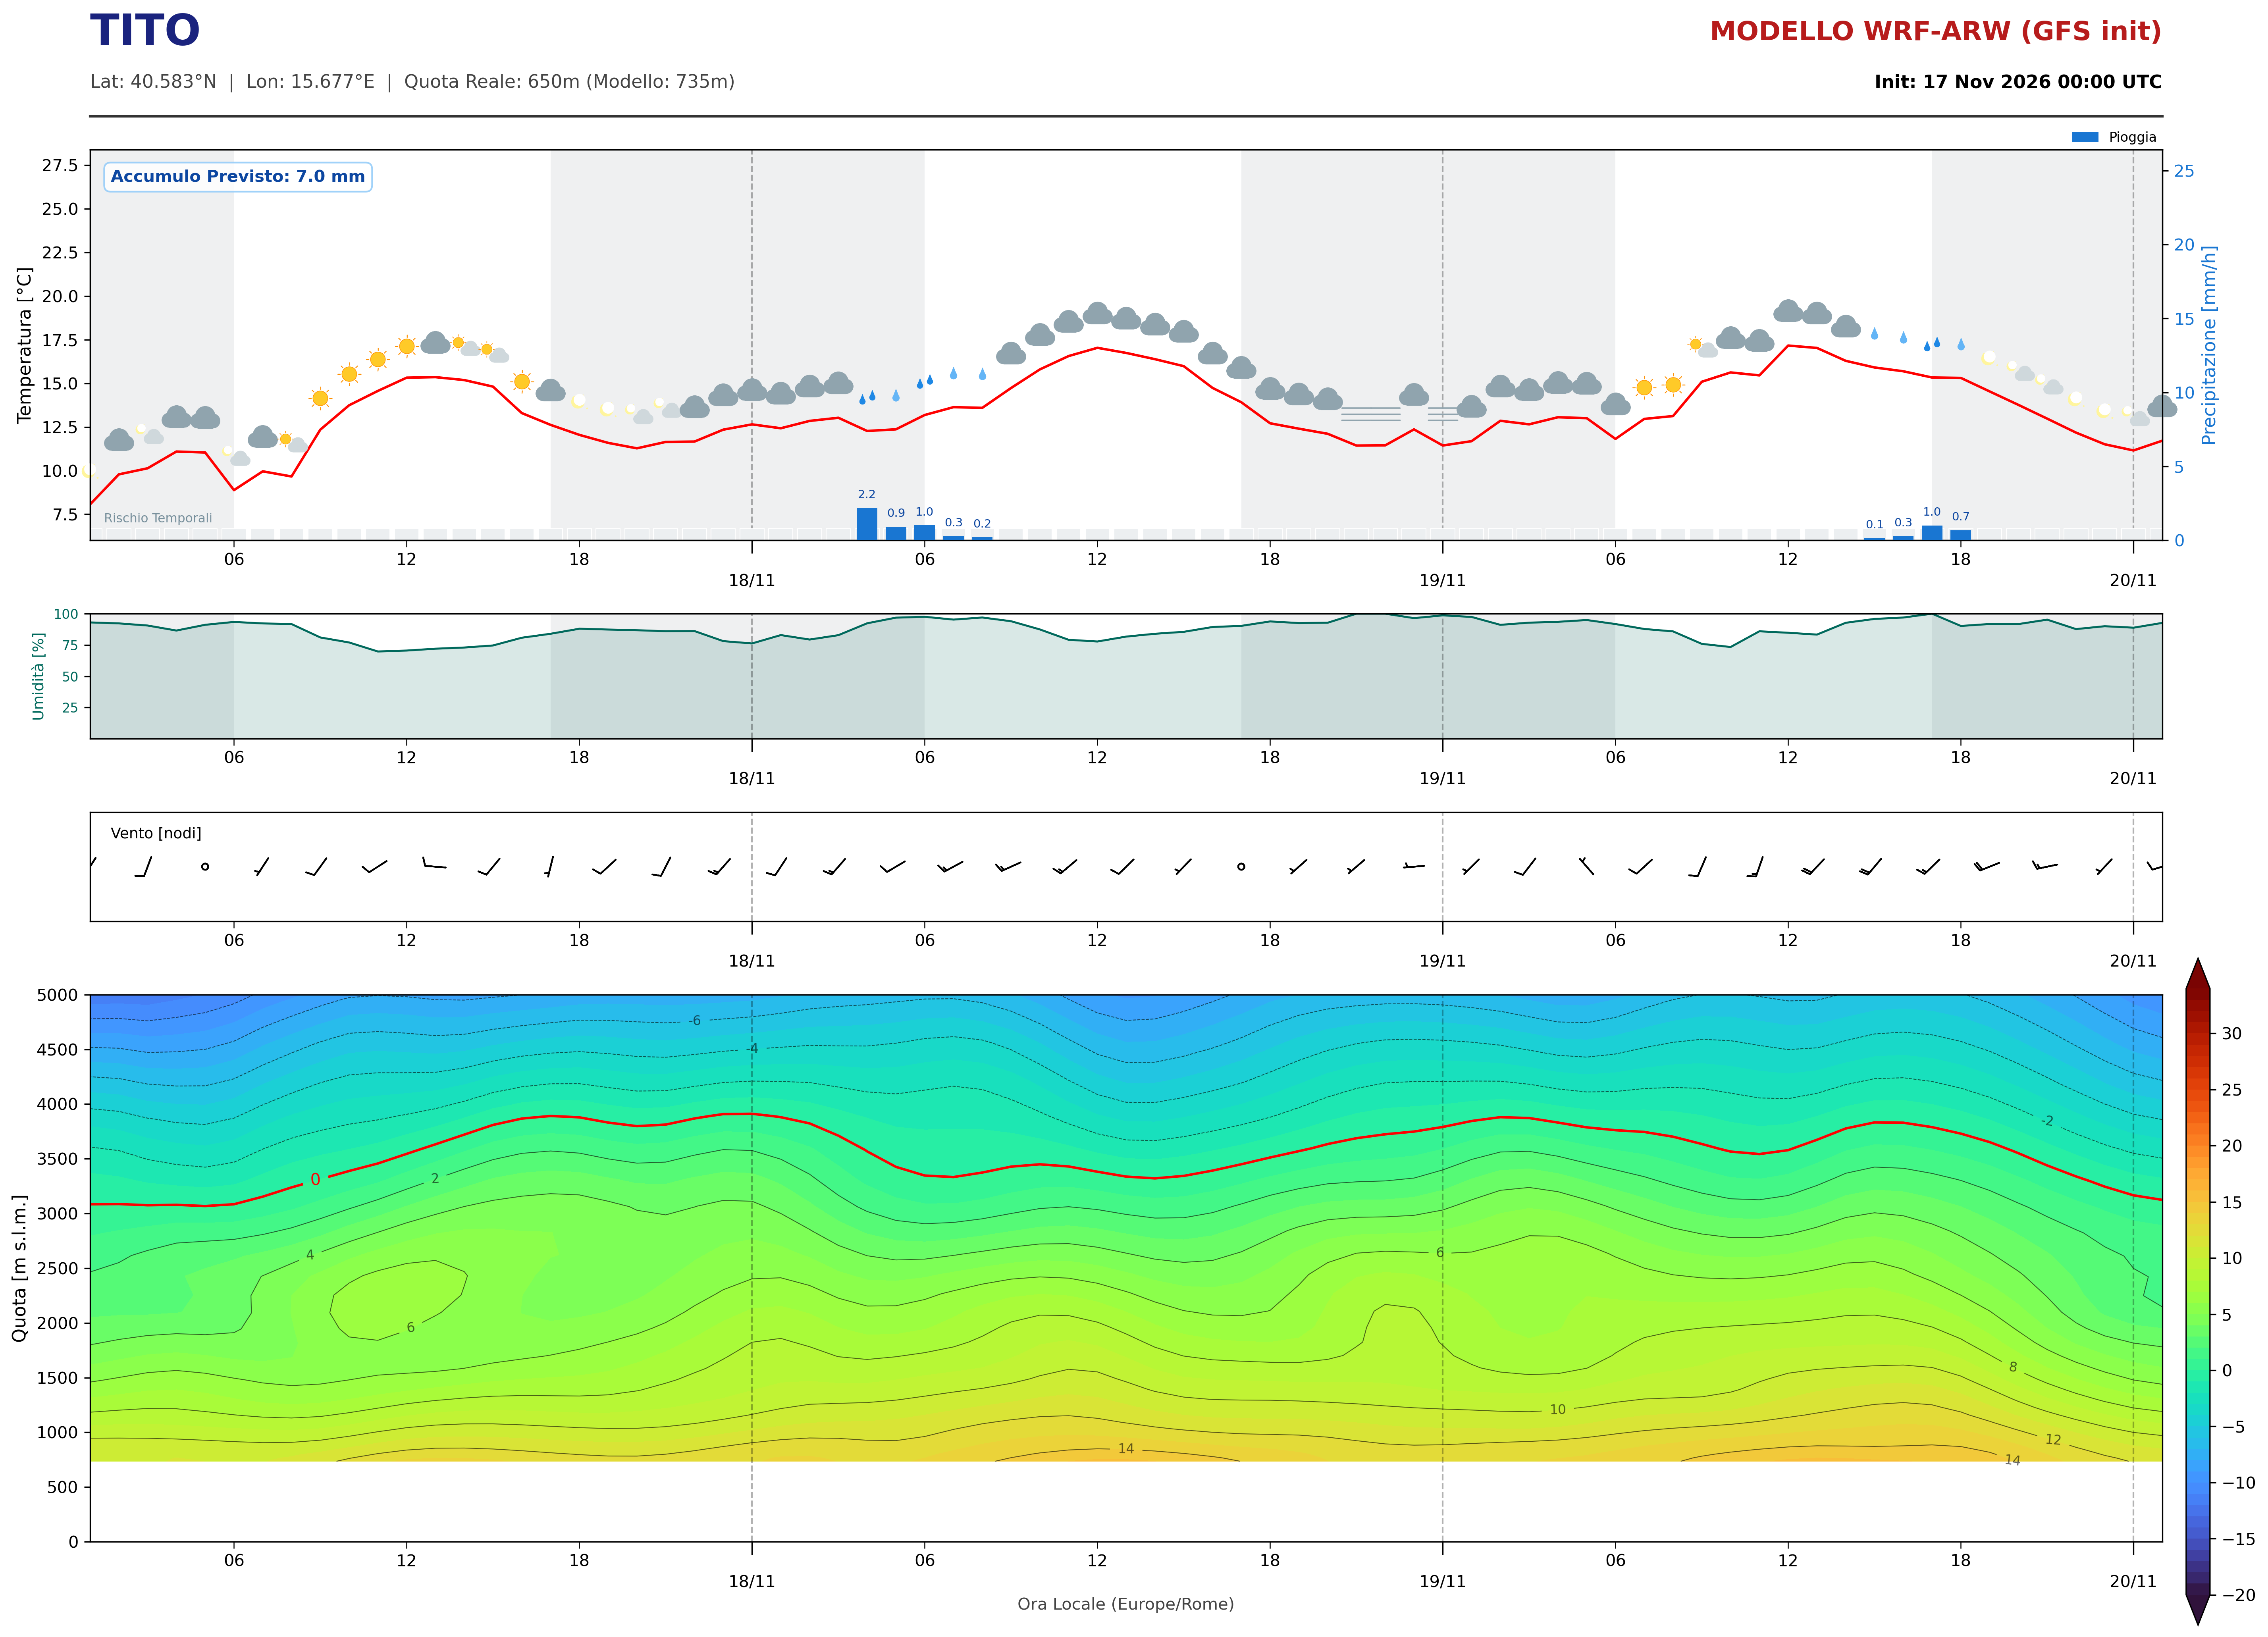 TITO
MODELLO WRF-ARW (GFS init)
Lat: 40.583°N | Lon: 15.677°E | Quota Reale: 650m (Modello: 735m)
Init: 17 Nov 2026 00:00 UTC
Pioggia
Accumulo Previsto: 7.0 mm
Temperatura [°C]
27.5
25.0
22.5
20.0
17.5
15.0
12.5
10.0
7.5
Precipitazione [mm/h]
25
20
15
10
5
0
Rischio Temporali
2.2 0.9 1.0 0.3 0.2 0.1 0.3 1.0 0.7
06 12 18 06 12 18 06 12 18
18/11 19/11 20/11
Umidità [%]
100
75
50
25
06 12 18 06 12 18 06 12 18
18/11 19/11 20/11
Vento [nodi]
06 12 18 06 12 18 06 12 18
18/11 19/11 20/11
Quota [m s.l.m.]
5000
4500
4000
3500
3000
2500
2000
1500
1000
500
0
-6
-4
-2
0
2
4
6
6
8
10
12
14
14
30
25
20
15
10
5
0
−5
−10
−15
−20
06 12 18 06 12 18 06 12 18
18/11 19/11 20/11
Ora Locale (Europe/Rome)